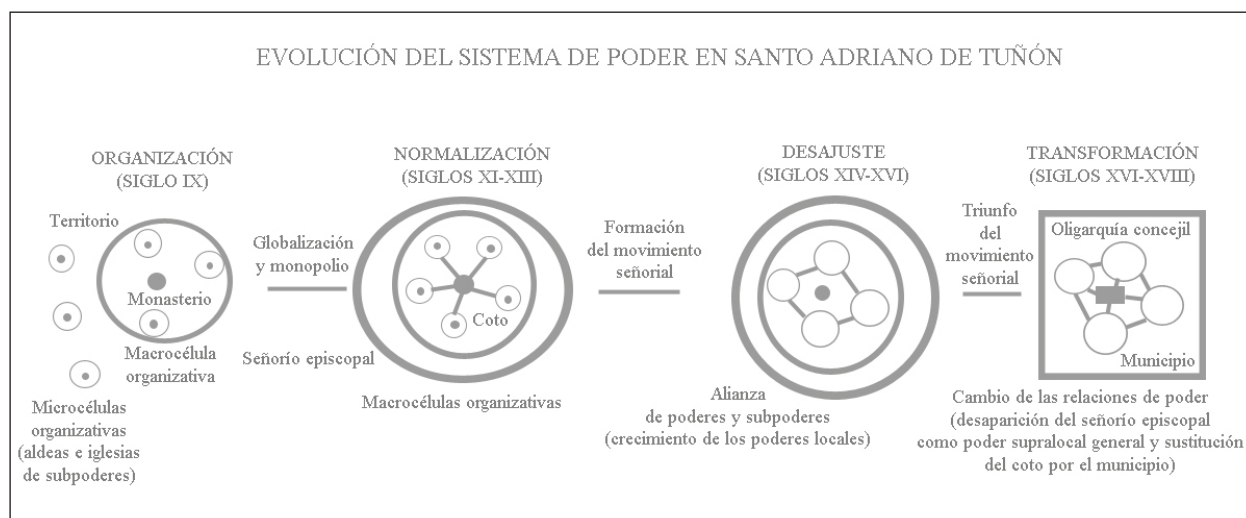 EVOLUCIÓN DEL SISTEMA DE PODER EN SANTO ADRIANO DE TUÑÓN
ORGANIZACIÓN
(SIGLO IX)
Territorio
Monasterio
Macrocélula
organizativa
Microcélulas
organizativas
(aldeas e iglesias
de subpoderes)
Globalización
y monopolio
Señorío episcopal
NORMALIZACIÓN
(SIGLOS XI-XIII)
Coto
Macrocélulas organizativas
Formación
del movimiento
señorial
DESAJUSTE
(SIGLOS XIV-XVI)
Alianza
de poderes y subpoderes
(crecimiento de los poderes locales)
Triunfo
del
movimiento
señorial
TRANSFORMACIÓN
(SIGLOS XVI-XVIII)
Oligarquía concejil
Municipio
Cambio de las relaciones de poder
(desaparición del señorío episcopal
como poder supralocal general y sustitución
del coto por el municipio)